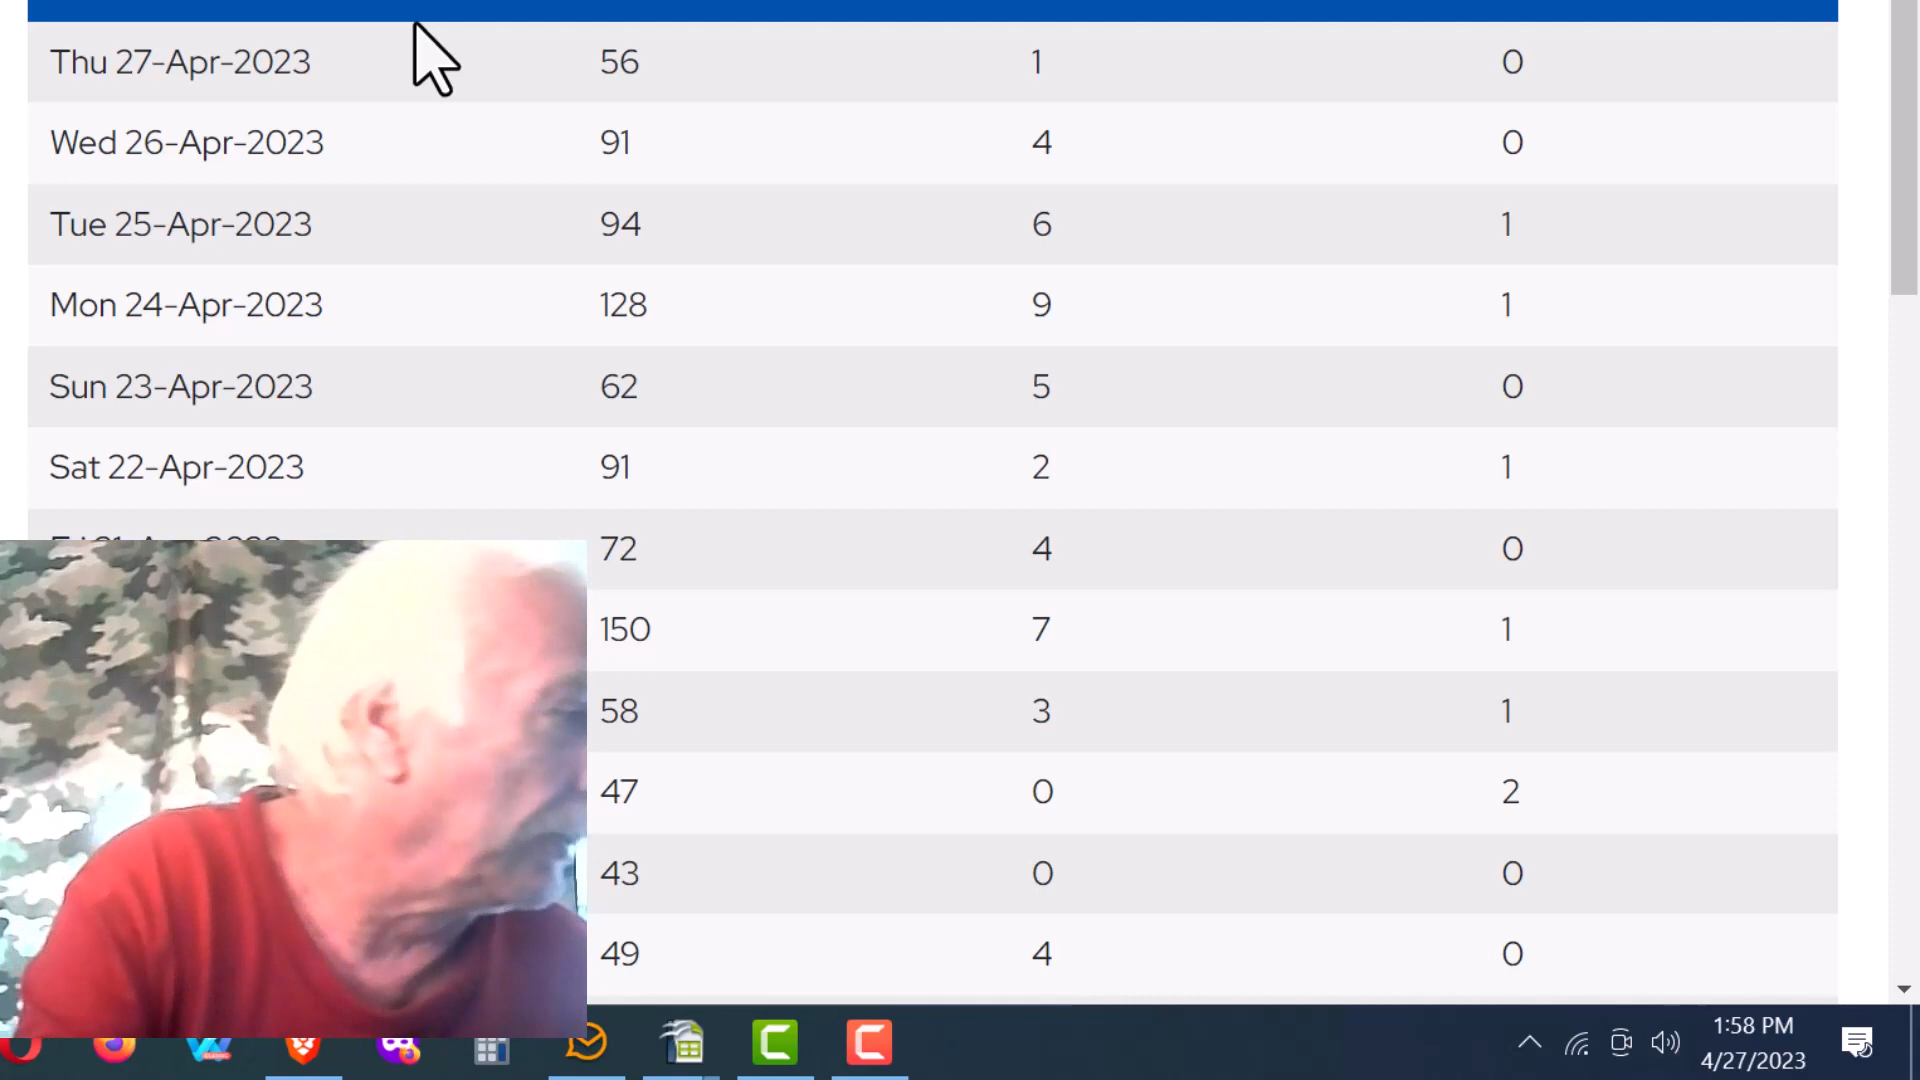 Thu 27-Apr-2023 56 1 0
Wed 26-Apr-2023 91 4 0
Tue 25-Apr-2023 94 6 1
Mon 24-Apr-2023 128 9 1
Sun 23-Apr-2023 62 5 0
Sat 22-Apr-2023 91 2 1
72 4 0
150 7 1
58 3 1
47 0 2
43 0 0
49 4 0
1:58 PM
4/27/2023